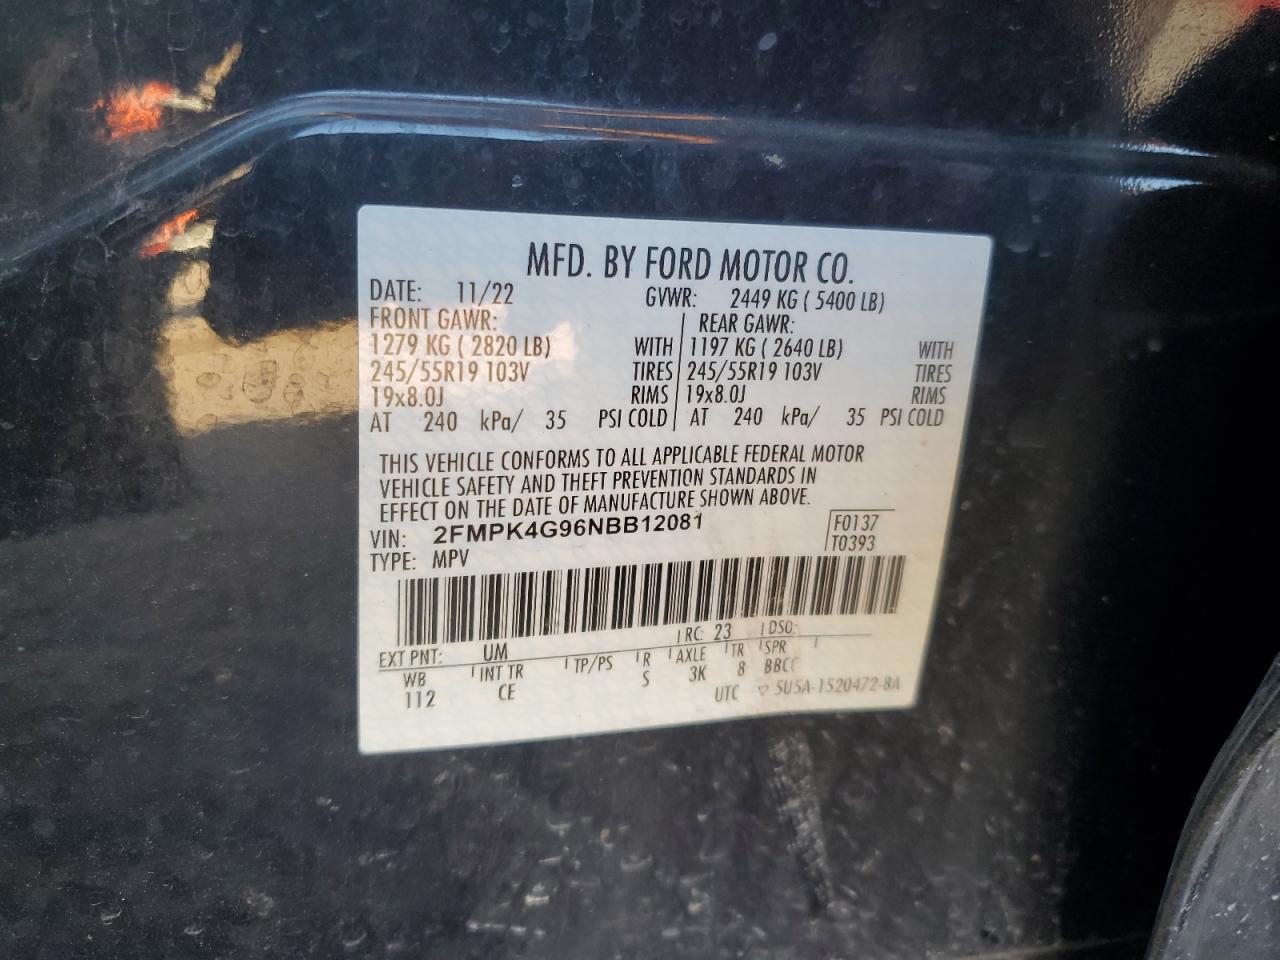 MFD. BY FORD MOTOR CO.
DATE: 11/22 GVWR: 2449 KG ( 5400 LB)
FRONT GAWR: REAR GAWR:
1279 KG ( 2820 LB) WITH 1197 KG ( 2640 LB) WITH
245/55R19 103V TIRES 245/55R19 103V TIRES
19x8.0J RIMS 19x8.0J RIMS
AT 240 kPa/ 35 PSI COLD AT 240 kPa/ 35 PSI COLD
THIS VEHICLE CONFORMS TO ALL APPLICABLE FEDERAL MOTOR
VEHICLE SAFETY AND THEFT PREVENTION STANDARDS IN
EFFECT ON THE DATE OF MANUFACTURE SHOWN ABOVE.
VIN: 2FMPK4G96NBB12081 F0137
TYPE: MPV T0393
EXT PNT: UM RC: 23 DSO:
WB INT TR TP/PS R AXLE TR SPR
112 CE S 3K 8 BBCC
UTC ▽ 5U5A-1520472-BA